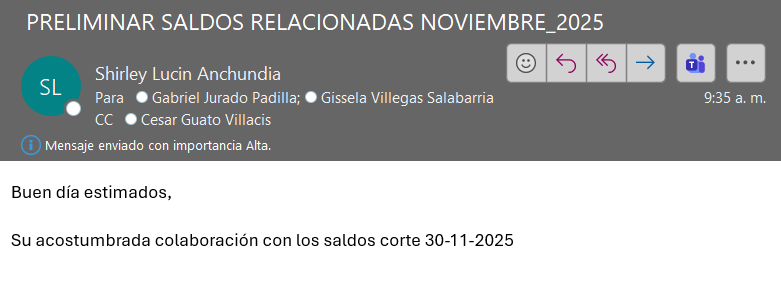 PRELIMINAR SALDOS RELACIONADAS NOVIEMBRE_2025
SL
Shirley Lucin Anchundia
Para Gabriel Jurado Padilla; Gissela Villegas Salabarria
CC Cesar Guato Villacis
9:35 a. m.
Mensaje enviado con importancia Alta.
Buen día estimados,
Su acostumbrada colaboración con los saldos corte 30-11-2025